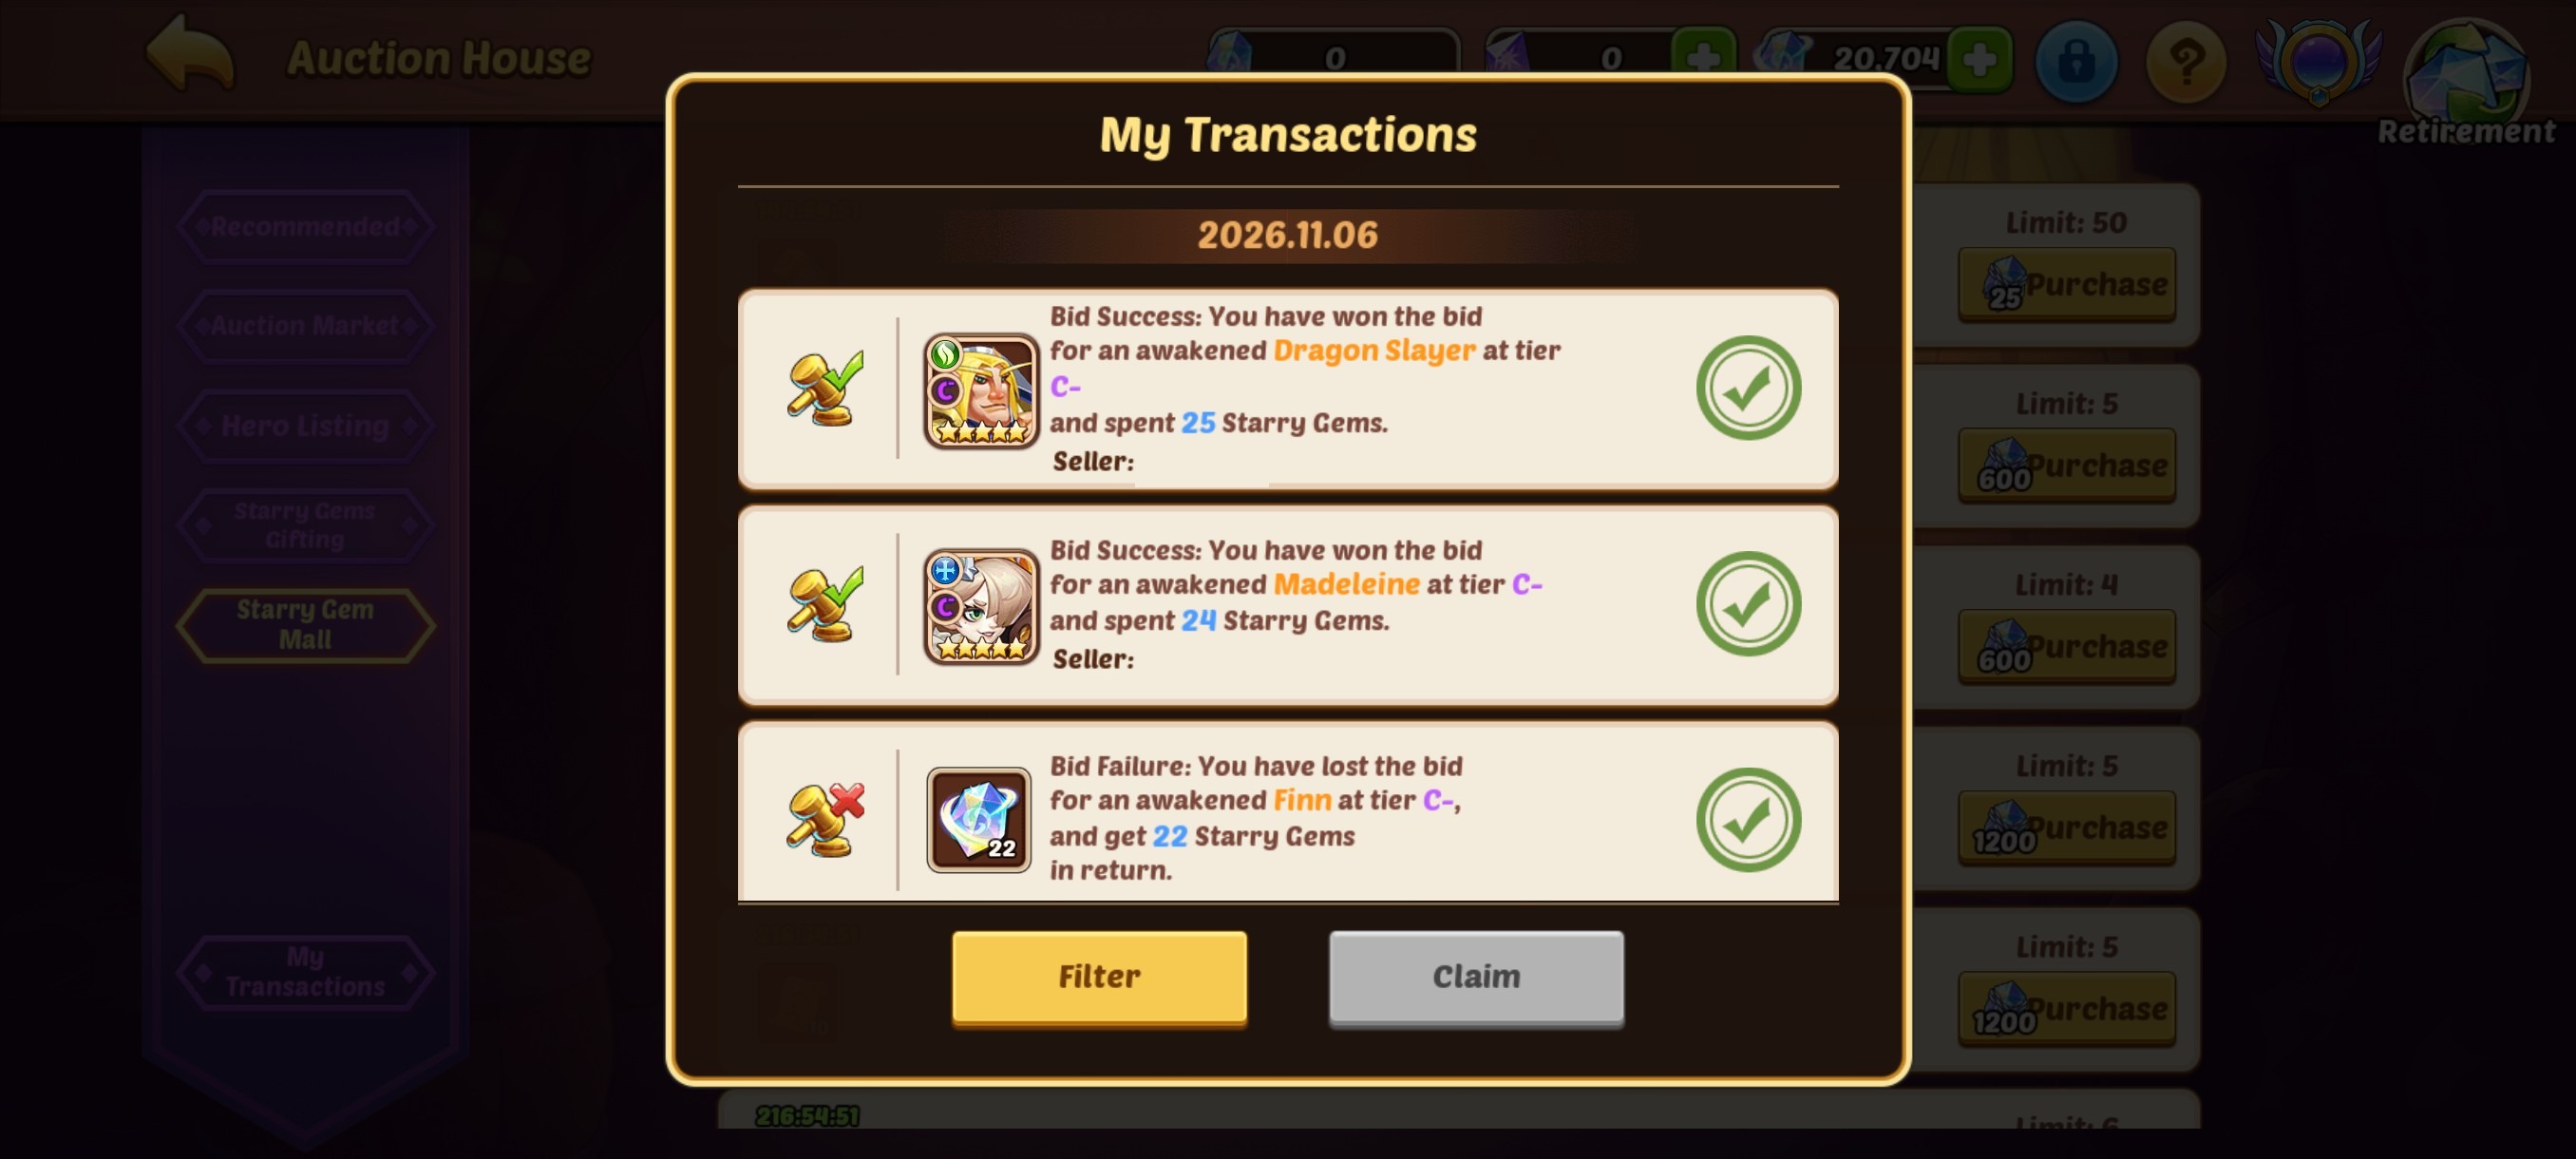 Auction House
0
0
20,704
Retirement
Recommended
Auction Market
Hero Listing
Starry Gems
Gifting
Starry Gem
Mall
My
Transactions
My Transactions
2026.11.06
Bid Success: You have won the bid
for an awakened Dragon Slayer at tier
C-
and spent 25 Starry Gems.
Seller:
C-
Bid Success: You have won the bid
for an awakened Madeleine at tier C-
and spent 24 Starry Gems.
Seller:
C-
Bid Failure: You have lost the bid
for an awakened Finn at tier C-,
and get 22 Starry Gems
in return.
22
Filter
Claim
Limit: 50
25 Purchase
Limit: 5
600 Purchase
Limit: 4
600 Purchase
Limit: 5
1200 Purchase
Limit: 5
1200 Purchase
216:54:51
Limit: 6